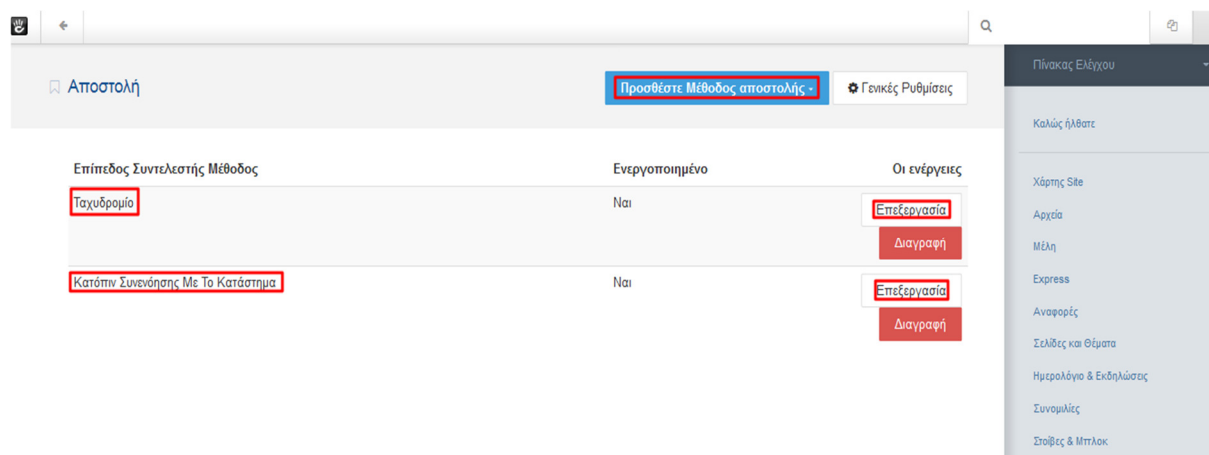 Αποστολή
Προσθέστε Μέθοδος αποστολής
Γενικές Ρυθμίσεις
Επίπεδος Συντελεστής Μέθοδος Ενεργοποιημένο Οι ενέργειες
Ταχυδρομίο Ναι Επεξεργασία
Διαγραφή
Κατόπιν Συνενόησης Με Το Κατάστημα Ναι Επεξεργασία
Διαγραφή
Πίνακας Ελέγχου
Καλώς ήλθατε
Χάρτης Site
Αρχεία
Μέλη
Express
Αναφορές
Σελίδες και Θέματα
Ημερολόγιο & Εκδηλώσεις
Συνομιλίες
Στοίβες & Μπλοκ